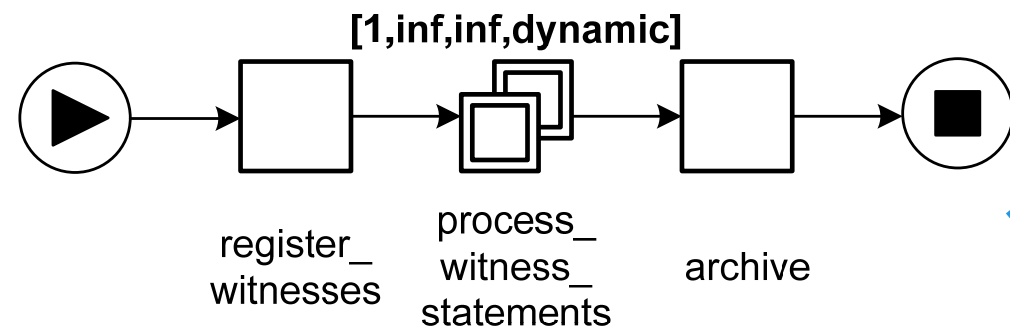 [1,inf,inf,dynamic]
register_
witnesses
process_
witness_
statements
archive